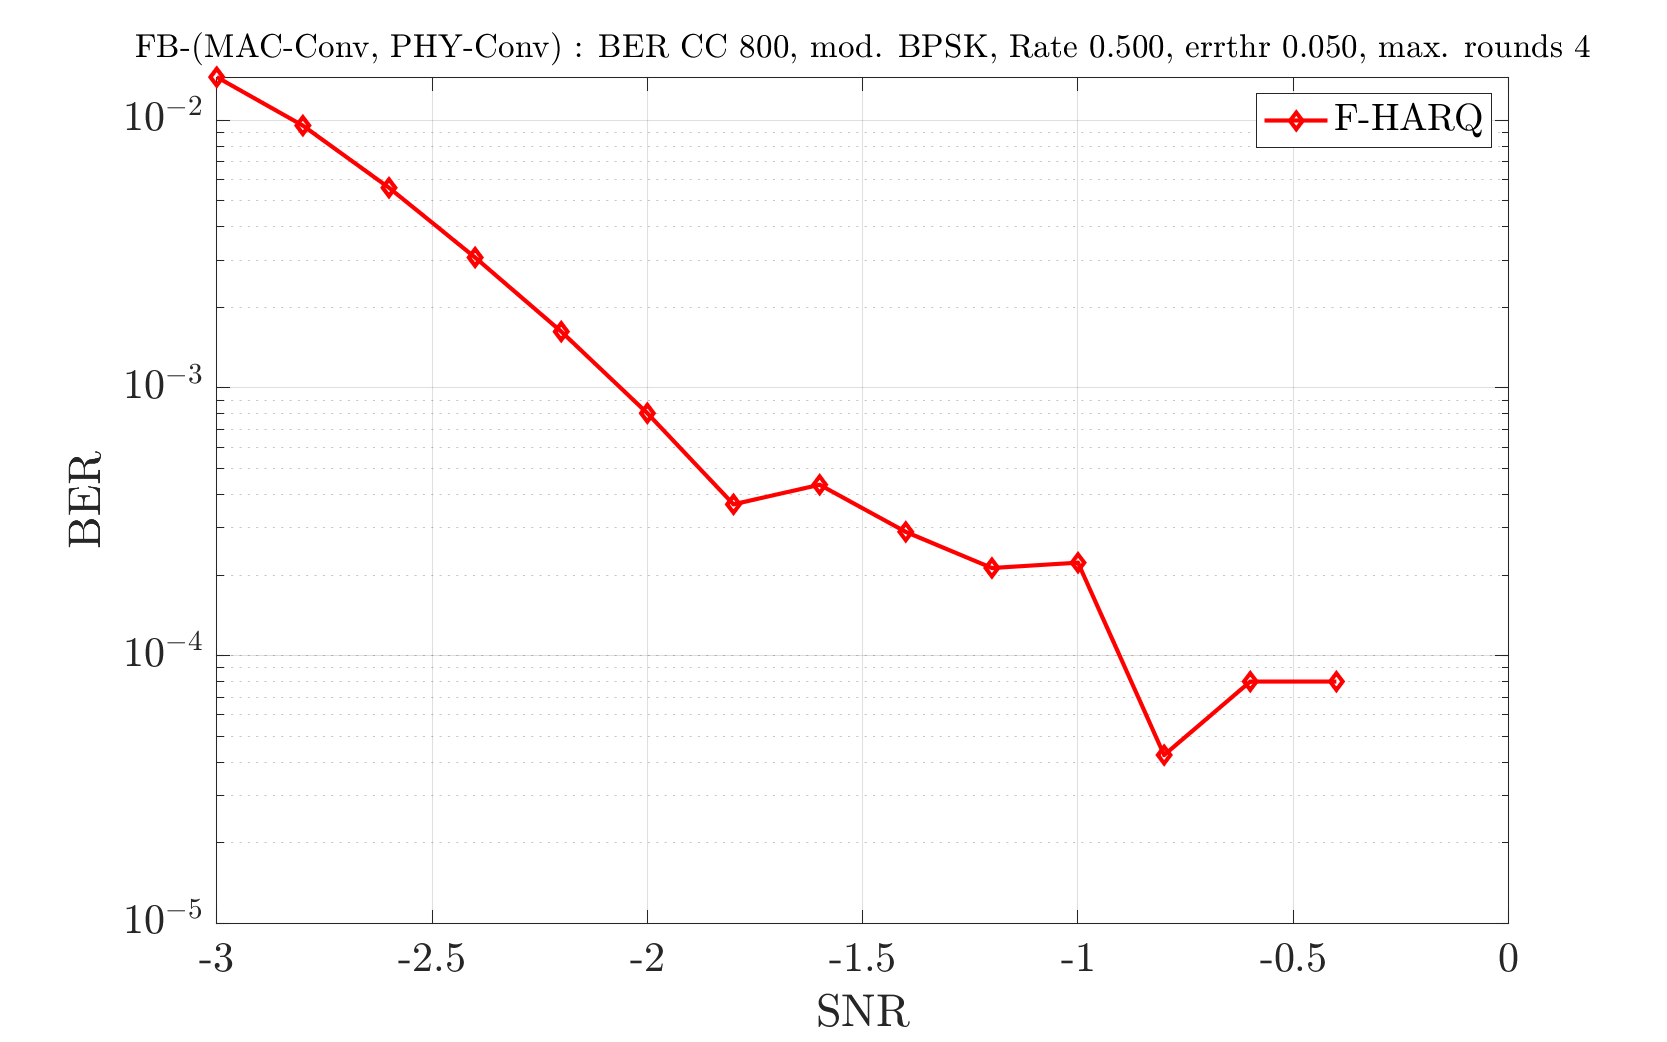 FB-(MAC-Conv, PHY-Conv) : BER CC 800, mod. BPSK, Rate 0.500, errthr 0.050, max. rounds 4
F-HARQ
10^{-2}
10^{-3}
10^{-4}
10^{-5}
BER
-3 -2.5 -2 -1.5 -1 -0.5 0
SNR